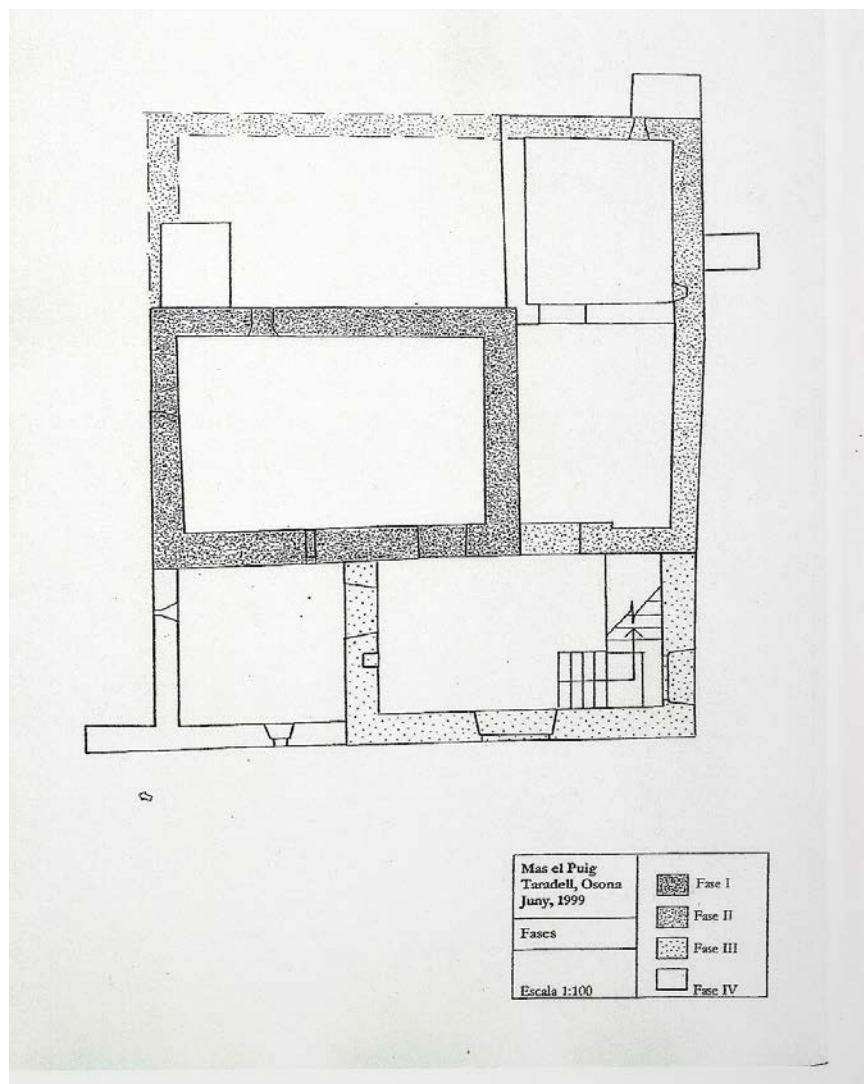 Mas el Puig
Taradell, Osona
Juny, 1999
Fases
Escala 1:100
Fase I
Fase II
Fase III
Fase IV